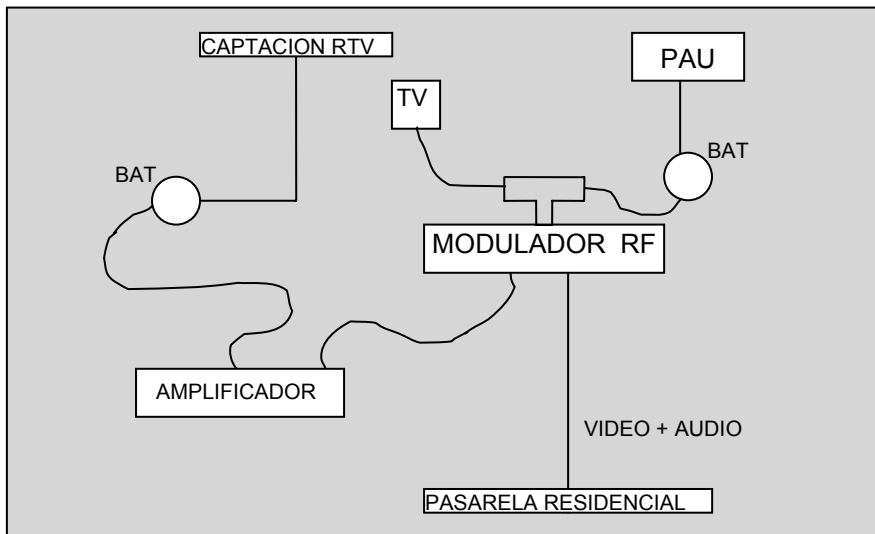 CAPTACION RTV
PAU
TV
BAT
BAT
MODULADOR RF
AMPLIFICADOR
VIDEO + AUDIO
PASARELA RESIDENCIAL